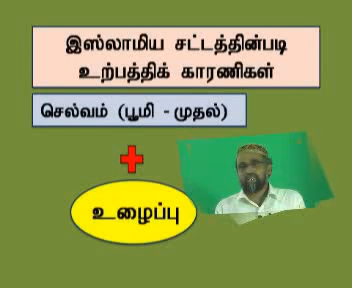 இஸ்லாமிய சட்டத்தின்படி
உற்பத்திக் காரணிகள்
செல்வம் (பூமி - முதல்)
உழைப்பு